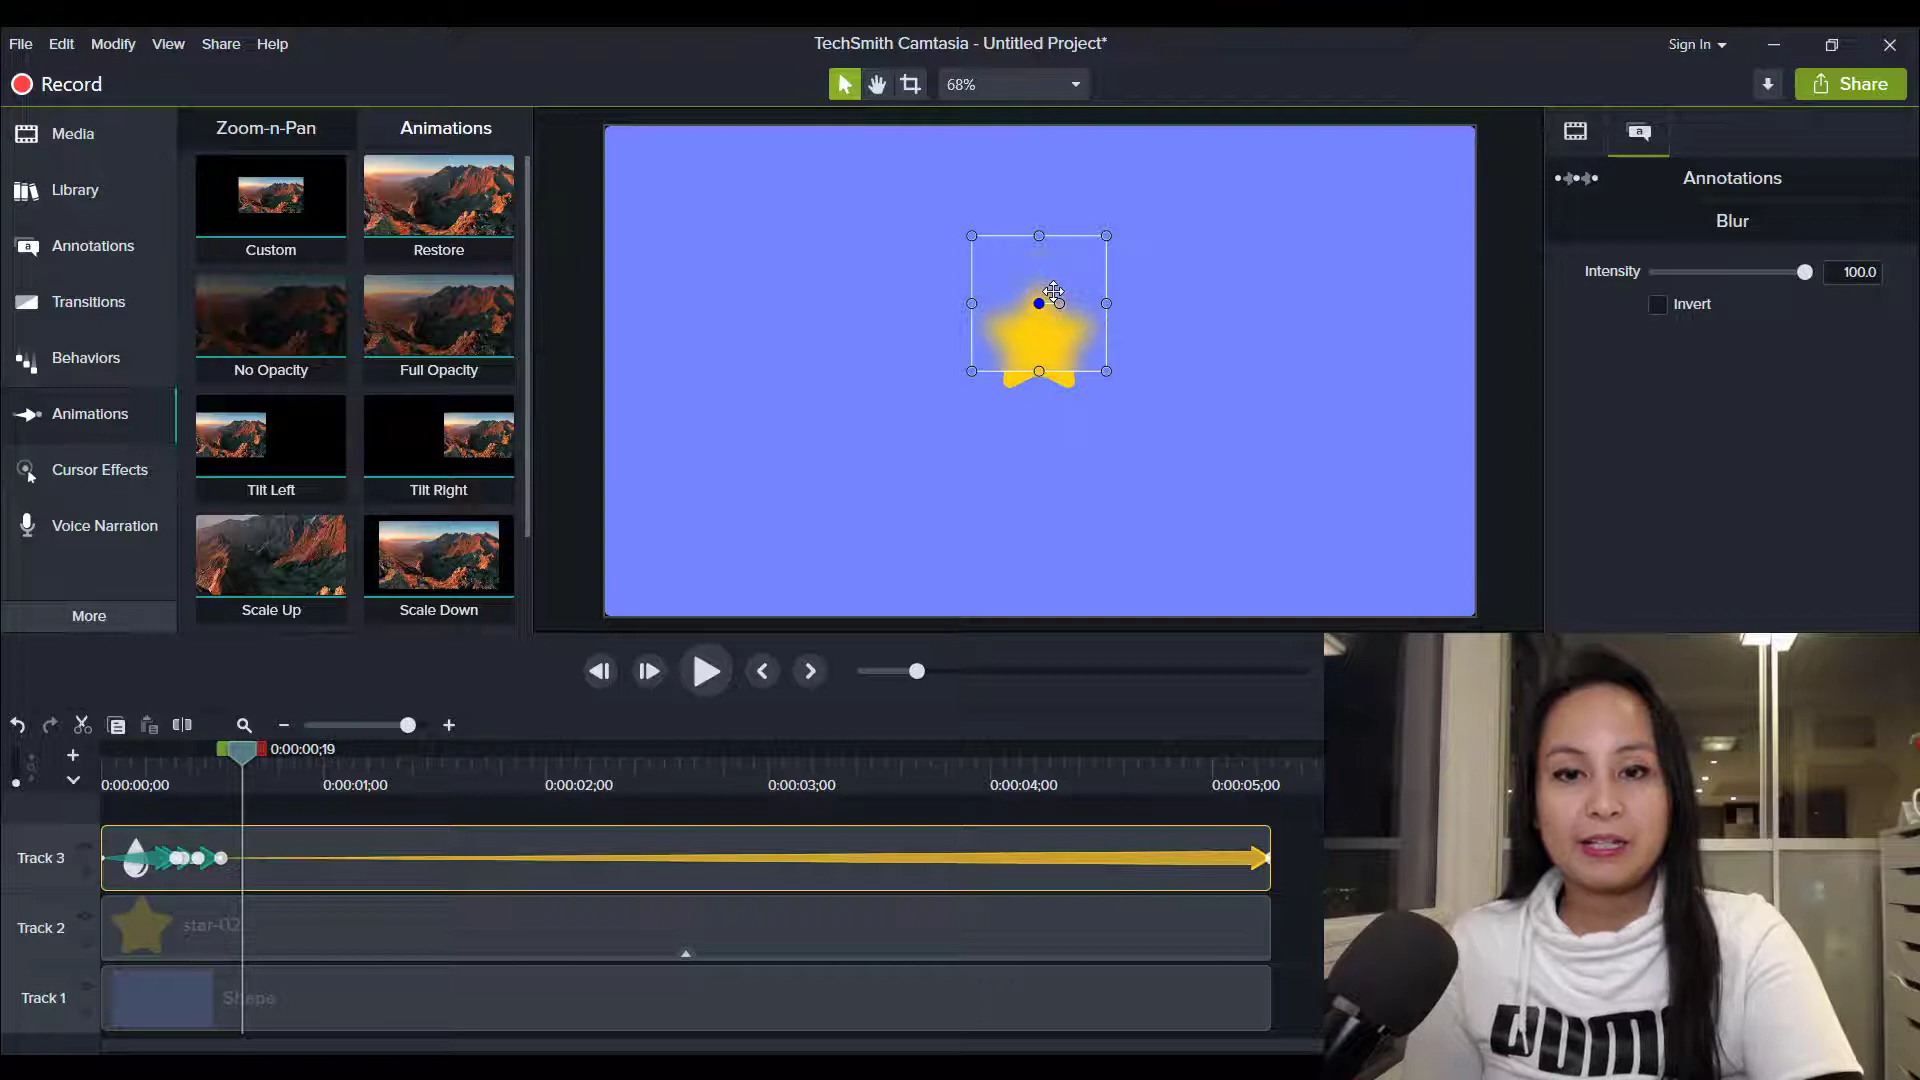 TechSmith Camtasia - Untitled Project*
File Edit Modify View Share Help
Sign In
Record
68%
Share
Media
Library
Annotations
Transitions
Behaviors
Animations
Cursor Effects
Voice Narration
More
Zoom-n-Pan Animations
Custom Restore
No Opacity Full Opacity
Tilt Left Tilt Right
Scale Up Scale Down
a
Annotations
Blur
Intensity 100.0
Invert
0:00:00;19
0:00:00;00 0:00:01;00 0:00:02;00 0:00:03;00 0:00:04;00 0:00:05;00
Track 3
Track 2 star-02
Track 1 Shape
PUMA